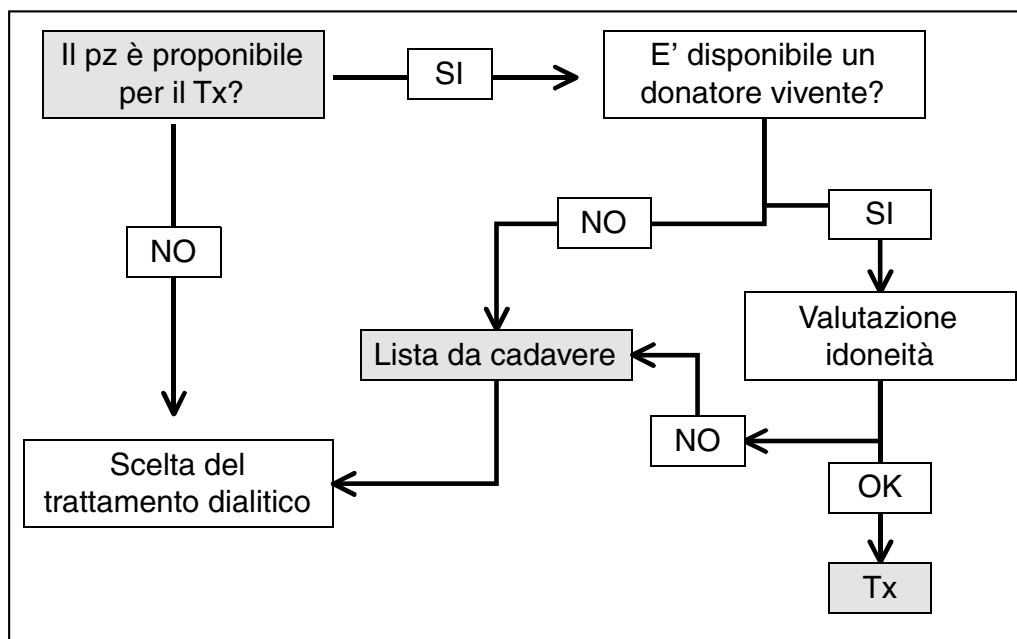 Il pz è proponibile
per il Tx?
SI
E' disponibile un
donatore vivente?
NO
NO
SI
Valutazione
idoneità
Lista da cadavere
NO
Scelta del
trattamento dialitico
OK
Tx